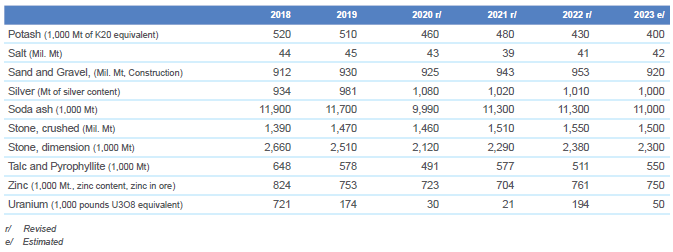 2018 2019 2020 r/ 2021 r/ 2022 r/ 2023 e/
Potash (1,000 Mt of K20 equivalent) 520 510 460 480 430 400
Salt (Mil. Mt) 44 45 43 39 41 42
Sand and Gravel, (Mil. Mt, Construction) 912 930 925 943 953 920
Silver (Mt of silver content) 934 981 1,080 1,020 1,010 1,000
Soda ash (1,000 Mt) 11,900 11,700 9,990 11,300 11,300 11,000
Stone, crushed (Mil. Mt) 1,390 1,470 1,460 1,510 1,550 1,500
Stone, dimension (1,000 Mt) 2,660 2,510 2,120 2,290 2,380 2,300
Talc and Pyrophyllite (1,000 Mt) 648 578 491 577 511 550
Zinc (1,000 Mt., zinc content, zinc in ore) 824 753 723 704 761 750
Uranium (1,000 pounds U3O8 equivalent) 721 174 30 21 194 50
r/ Revised
e/ Estimated